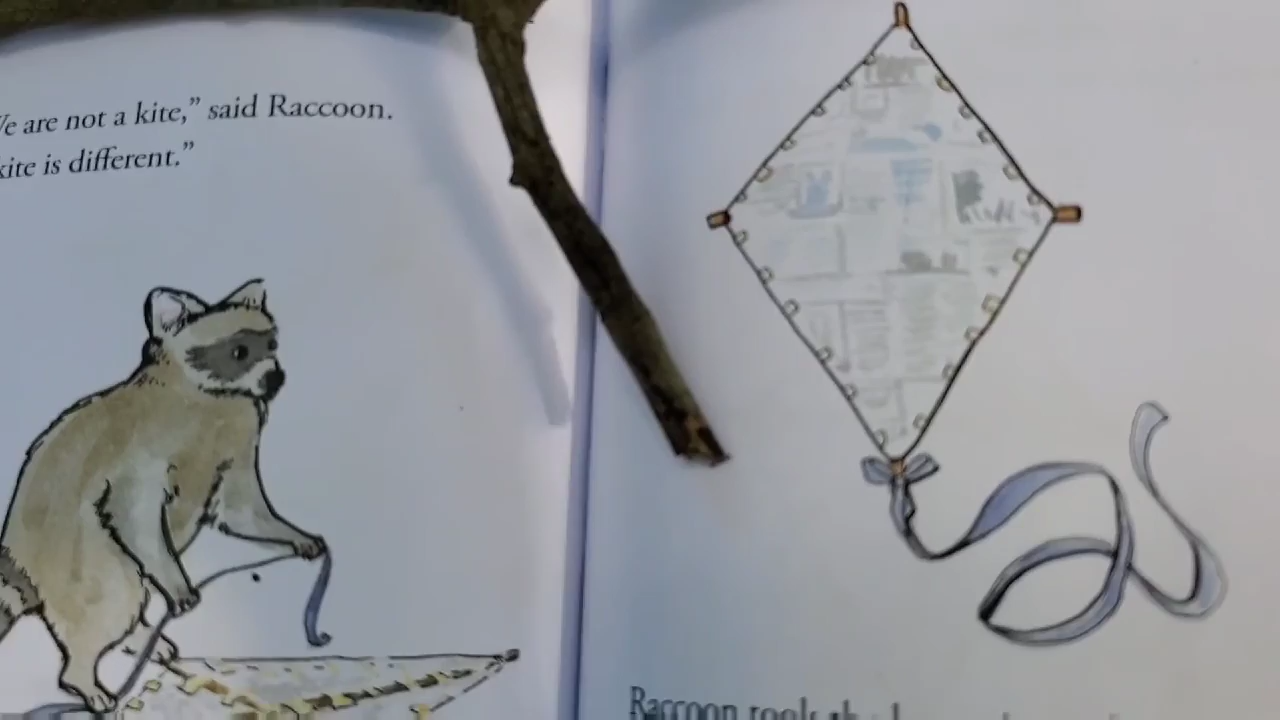 e are not a kite,” said Raccoon.
kite is different.”
Raccoon